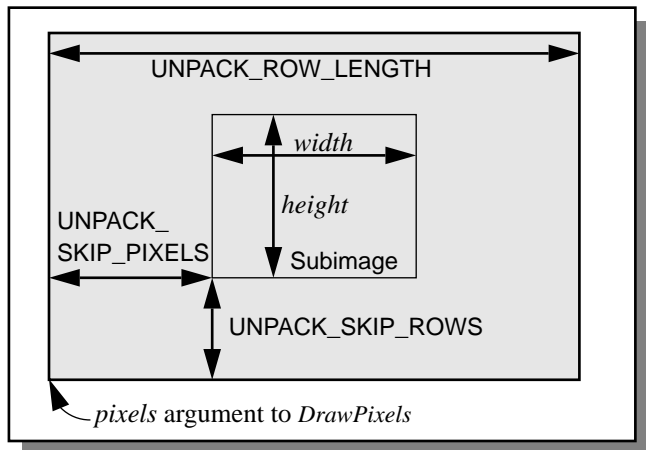 UNPACK_ROW_LENGTH
width
height
UNPACK_
SKIP_PIXELS
Subimage
UNPACK_SKIP_ROWS
pixels argument to DrawPixels